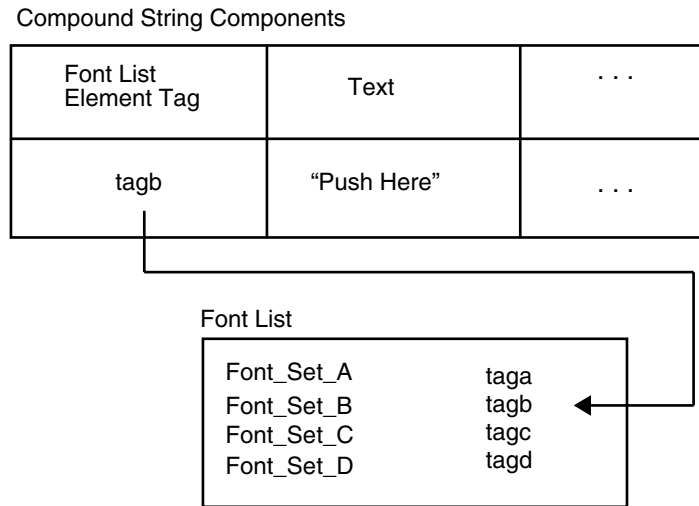 Compound String Components
Font List
Element Tag
Text
. . .
tagb
“Push Here”
. . .
Font List
Font_Set_A taga
Font_Set_B tagb
Font_Set_C tagc
Font_Set_D tagd